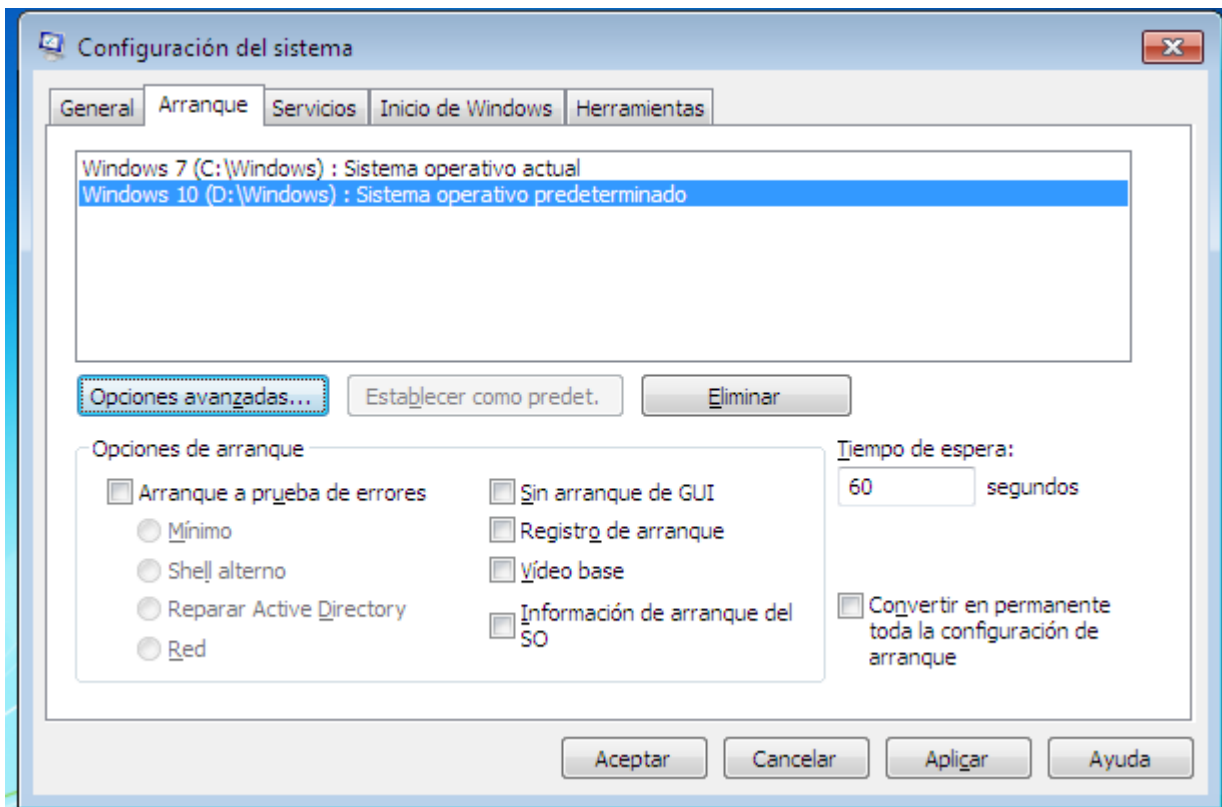 Configuración del sistema
General Arranque Servicios Inicio de Windows Herramientas
Windows 7 (C:\Windows) : Sistema operativo actual
Windows 10 (D:\Windows) : Sistema operativo predeterminado
Opciones avanzadas... Establecer como predet. Eliminar
Opciones de arranque
Arranque a prueba de errores
Mínimo
Shell alterno
Reparar Active Directory
Red
Sin arranque de GUI
Registro de arranque
Vídeo base
Información de arranque del
SO
Tiempo de espera:
60 segundos
Convertir en permanente
toda la configuración de
arranque
Aceptar Cancelar Aplicar Ayuda